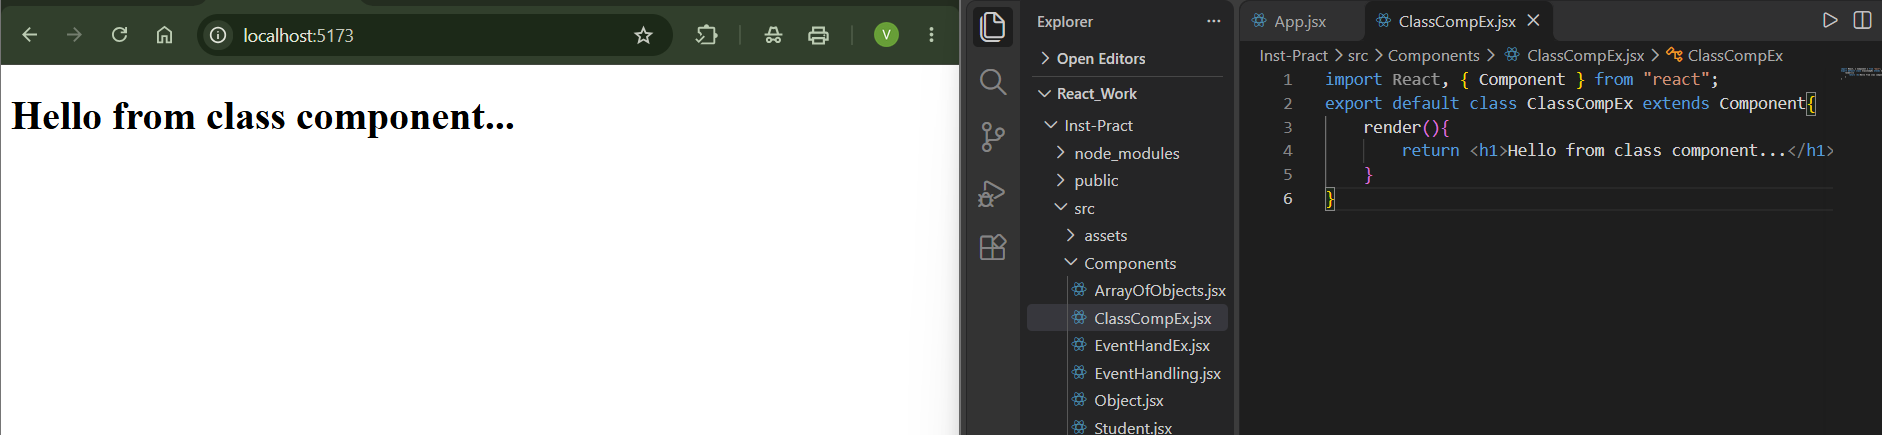 localhost:5173
V
Hello from class component...
Explorer
Open Editors
React_Work
Inst-Pract
node_modules
public
src
assets
Components
ArrayOfObjects.jsx
ClassCompEx.jsx
EventHandEx.jsx
EventHandling.jsx
Object.jsx
Student.jsx
App.jsx
ClassCompEx.jsx
Inst-Pract > src > Components > ClassCompEx.jsx > ClassCompEx
1 import React, { Component } from "react";
2 export default class ClassCompEx extends Component{
3 render(){
4 return <h1>Hello from class component...</h1>
5 }
6 }